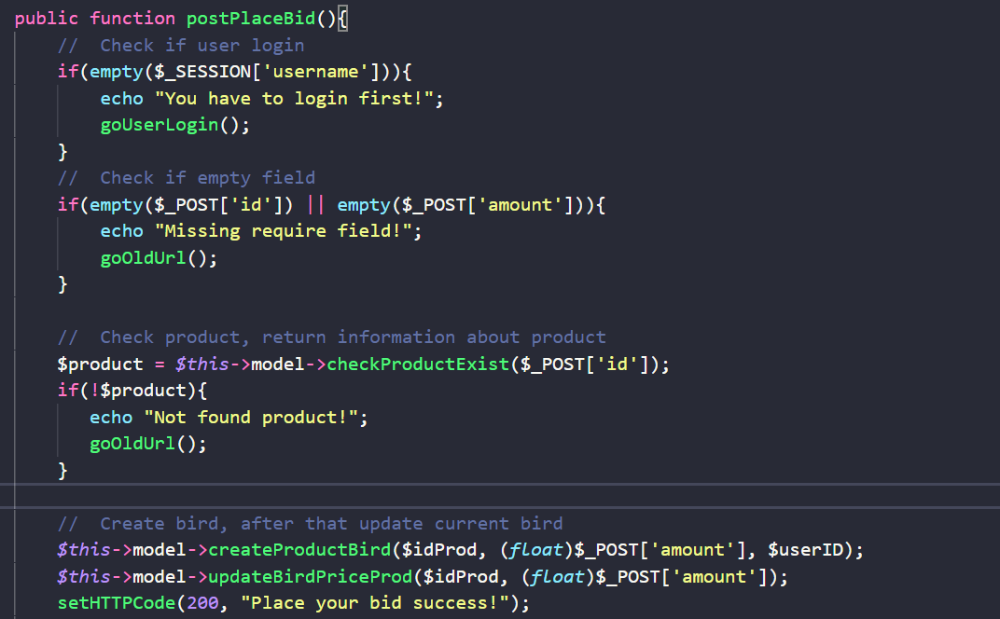 public function postPlaceBid(){
//  Check if user login
if(empty($_SESSION['username'])){
echo "You have to login first!";
goUserLogin();
}
//  Check if empty field
if(empty($_POST['id']) || empty($_POST['amount'])){
echo "Missing require field!";
goOldUrl();
}
//  Check product, return information about product
$product = $this->model->checkProductExist($_POST['id']);
if(!$product){
echo "Not found product!";
goOldUrl();
}
//  Create bird, after that update current bird
$this->model->createProductBird($idProd, (float)$_POST['amount'], $userID);
$this->model->updateBirdPriceProd($idProd, (float)$_POST['amount']);
setHTTPCode(200, "Place your bid success!");